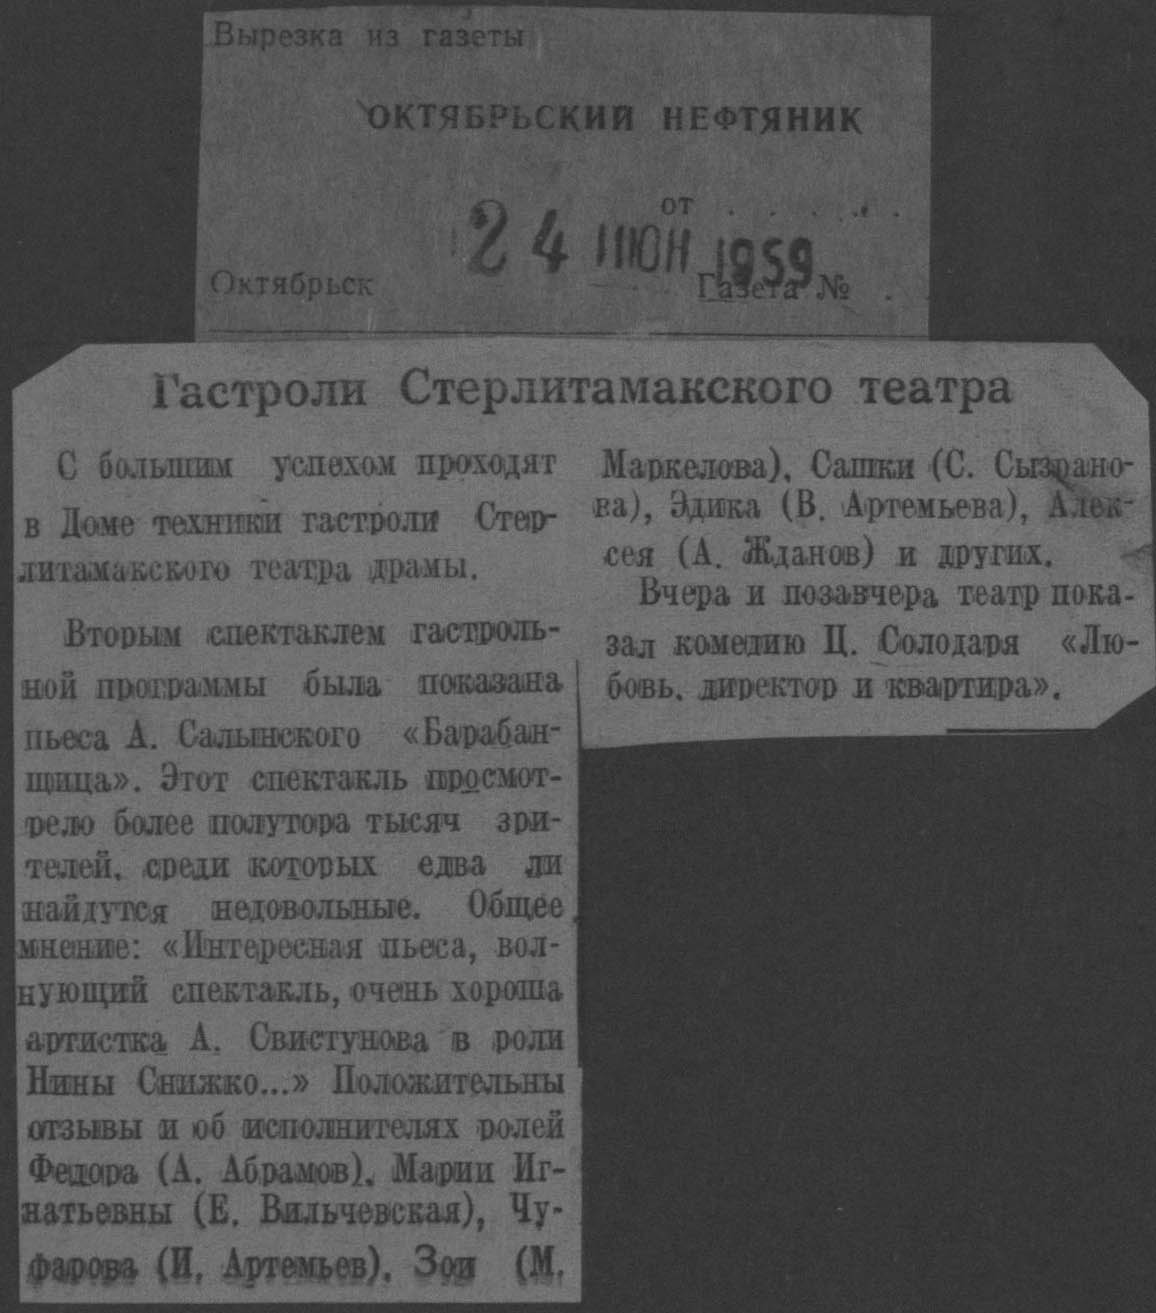 Вырезка из газеты
ОКТЯБРЬСКИЙ НЕФТЯНИК
от . . . . .
24 ИЮН 1959
Октябрьск Газета № .
Гастроли Стерлитамакского театра
С большим успехом проходят
в Доме техники гастроли Стер-
литамакского театра драмы.
Вторым спектаклем гастроль-
ной программы была показана
пьеса А. Салынского «Барабан-
щица». Этот спектакль просмот-
рело более полутора тысяч зри-
телей, среди которых едва ли
найдутся недовольные. Общее
мнение: «Интересная пьеса, вол-
нующий спектакль, очень хороша
артистка А. Свистунова в роли
Нины Снижко...» Положительны
отзывы и об исполнителях ролей
Федора (А. Абрамов), Марии Иг-
натьевны (Е. Вильчевская), Чу-
фарова (И. Артемьев), Зои (М.
Маркелова), Сашки (С. Сызрано-
ва), Эдика (В. Артемьева), Алек-
сея (А. Жданов) и других.
Вчера и позавчера театр пока-
зал комедию Ц. Солодаря «Лю-
бовь, директор и квартира».